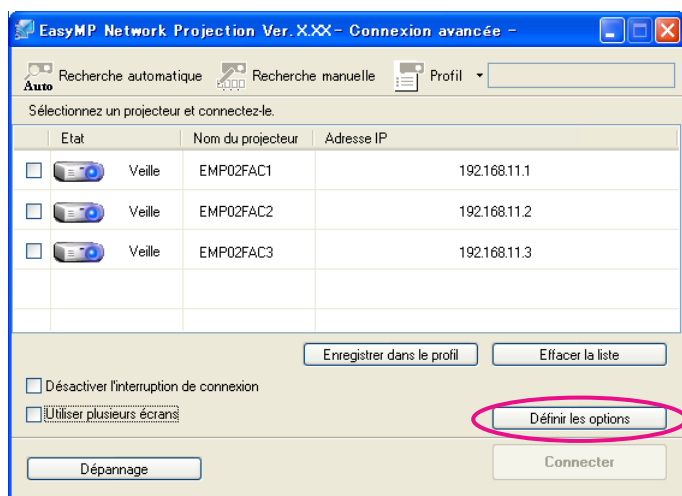 EasyMP Network Projection Ver. X.XX - Connexion avancée -
Auto Recherche automatique Recherche manuelle Profil
Sélectionnez un projecteur et connectez-le.
Etat Nom du projecteur Adresse IP
Veille EMP02FAC1 192.168.11.1
Veille EMP02FAC2 192.168.11.2
Veille EMP02FAC3 192.168.11.3
Enregistrer dans le profil Effacer la liste
Désactiver l'interruption de connexion
Utiliser plusieurs écrans Définir les options
Dépannage Connecter